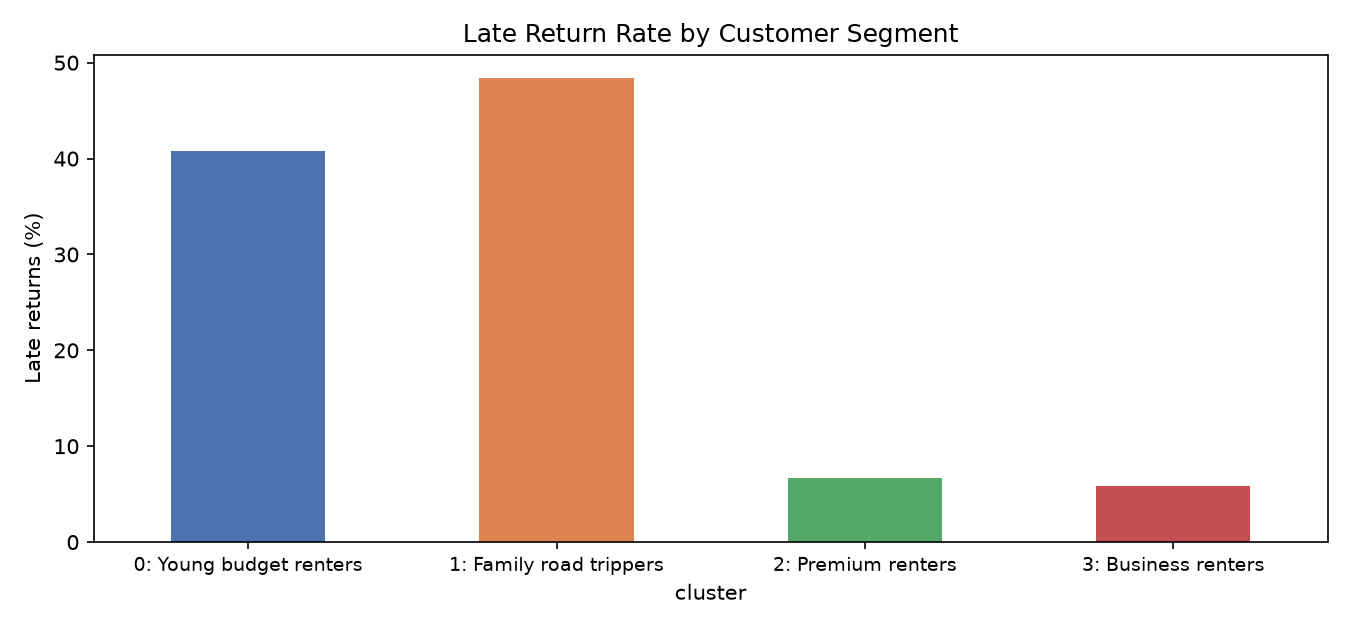 Late Return Rate by Customer Segment
Late returns (%)
50
40
30
20
10
0
0: Young budget renters
1: Family road trippers
2: Premium renters
3: Business renters
cluster